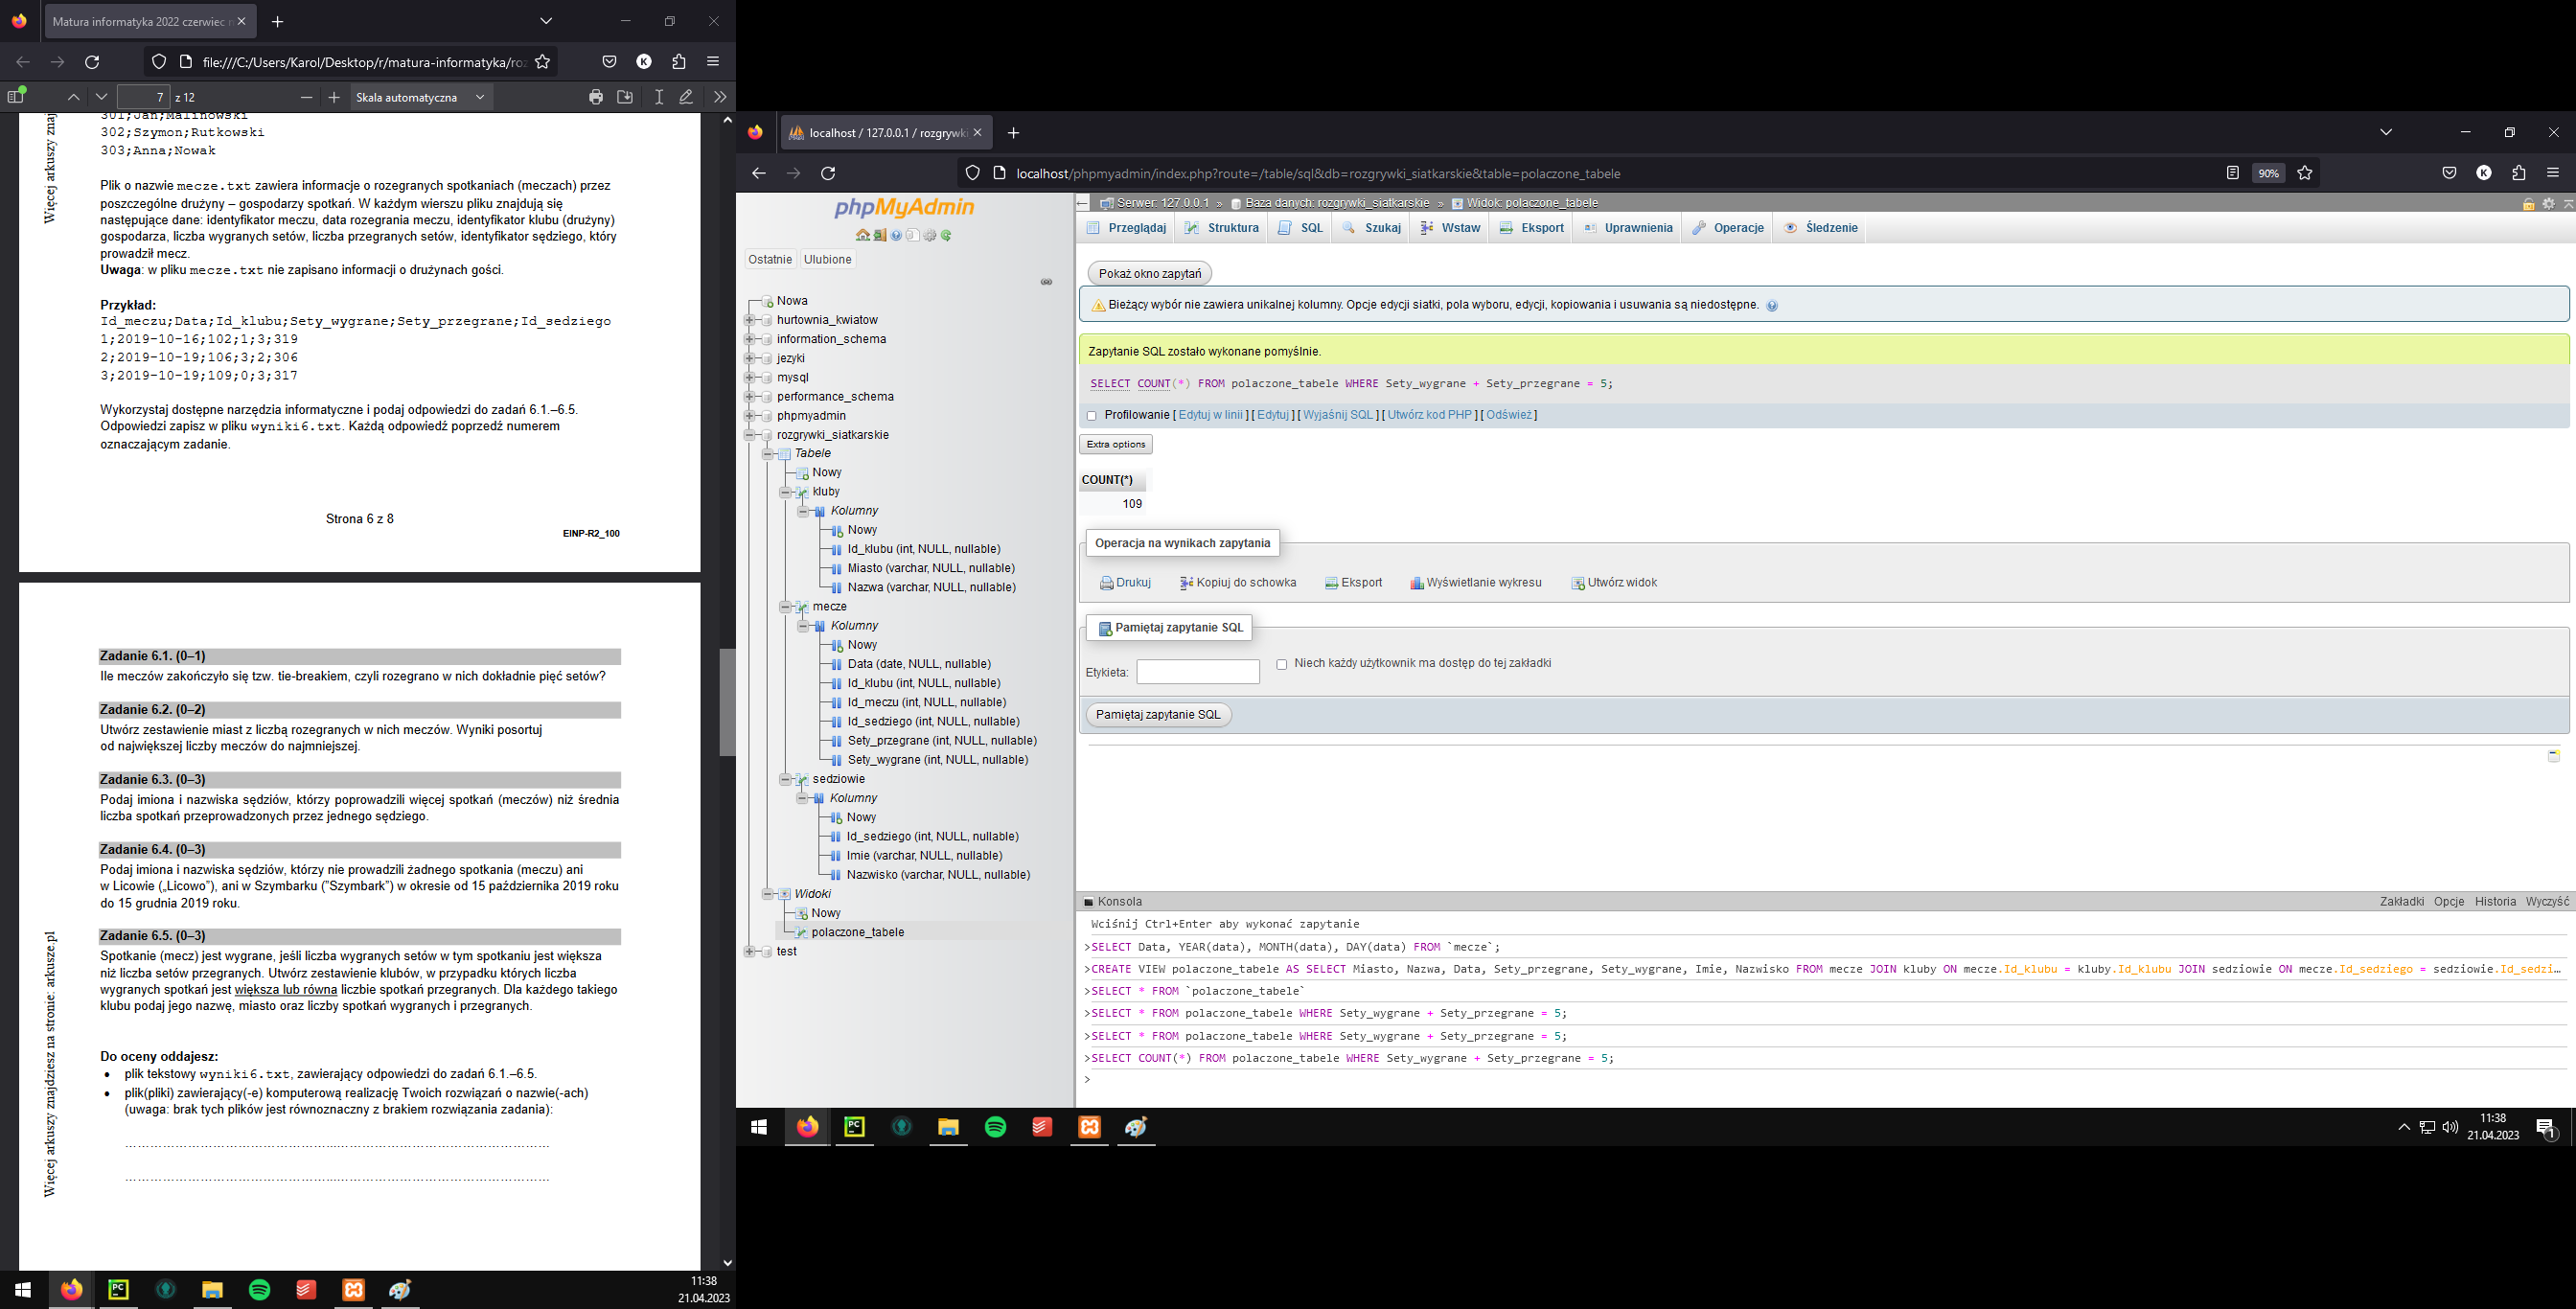 Matura informatyka 2022 czerwiec
file:///C:/Users/Karol/Desktop/r/matura-informatyka/roz
K
7 z 12
Skala automatyczna
Więcej arkuszy znaj
301;Jan;Malinowski
302;Szymon;Rutkowski
303;Anna;Nowak
Plik o nazwie mecze.txt zawiera informacje o rozegranych spotkaniach (meczach) przez
poszczególne drużyny – gospodarzy spotkań. W każdym wierszu pliku znajdują się
następujące dane: identyfikator meczu, data rozegrania meczu, identyfikator klubu (drużyny)
gospodarza, liczba wygranych setów, liczba przegranych setów, identyfikator sędziego, który
prowadził mecz.
Uwaga: w pliku mecze.txt nie zapisano informacji o drużynach gości.
Przykład:
Id_meczu;Data;Id_klubu;Sety_wygrane;Sety_przegrane;Id_sedziego
1;2019-10-16;102;1;3;319
2;2019-10-19;106;3;2;306
3;2019-10-19;109;0;3;317
Wykorzystaj dostępne narzędzia informatyczne i podaj odpowiedzi do zadań 6.1.–6.5.
Odpowiedzi zapisz w pliku wyniki6.txt. Każdą odpowiedź poprzedź numerem
oznaczającym zadanie.
Strona 6 z 8
EINP-R2_100
Zadanie 6.1. (0–1)
Ile meczów zakończyło się tzw. tie-breakiem, czyli rozegrano w nich dokładnie pięć setów?
Zadanie 6.2. (0–2)
Utwórz zestawienie miast z liczbą rozegranych w nich meczów. Wyniki posortuj
od największej liczby meczów do najmniejszej.
Zadanie 6.3. (0–3)
Podaj imiona i nazwiska sędziów, którzy poprowadzili więcej spotkań (meczów) niż średnia
liczba spotkań przeprowadzonych przez jednego sędziego.
Zadanie 6.4. (0–3)
Podaj imiona i nazwiska sędziów, którzy nie prowadzili żadnego spotkania (meczu) ani
w Licowie („Licowo”), ani w Szymbarku (”Szymbark”) w okresie od 15 października 2019 roku
do 15 grudnia 2019 roku.
Zadanie 6.5. (0–3)
Spotkanie (mecz) jest wygrane, jeśli liczba wygranych setów w tym spotkaniu jest większa
niż liczba setów przegranych. Utwórz zestawienie klubów, w przypadku których liczba
wygranych spotkań jest większa lub równa liczbie spotkań przegranych. Dla każdego takiego
klubu podaj jego nazwę, miasto oraz liczby spotkań wygranych i przegranych.
Więcej arkuszy znajdziesz na stronie: arkusze.pl
Do oceny oddajesz:
• plik tekstowy wyniki6.txt, zawierający odpowiedzi do zadań 6.1.–6.5.
• plik(pliki) zawierający(-e) komputerową realizację Twoich rozwiązań o nazwie(-ach)
(uwaga: brak tych plików jest równoznaczny z brakiem rozwiązania zadania):
PC
11:38
21.04.2023
localhost / 127.0.0.1 / rozgrywki
localhost/phpmyadmin/index.php?route=/table/sql&db=rozgrywki_siatkarskie&table=polaczone_tabele
90%
K
phpMyAdmin
Ostatnie Ulubione
Nowa
hurtownia_kwiatow
information_schema
jezyki
mysql
performance_schema
phpmyadmin
rozgrywki_siatkarskie
Tabele
Nowy
kluby
Kolumny
Nowy
Id_klubu (int, NULL, nullable)
Miasto (varchar, NULL, nullable)
Nazwa (varchar, NULL, nullable)
mecze
Kolumny
Nowy
Data (date, NULL, nullable)
Id_klubu (int, NULL, nullable)
Id_meczu (int, NULL, nullable)
Id_sedziego (int, NULL, nullable)
Sety_przegrane (int, NULL, nullable)
Sety_wygrane (int, NULL, nullable)
sedziowie
Kolumny
Nowy
Id_sedziego (int, NULL, nullable)
Imie (varchar, NULL, nullable)
Nazwisko (varchar, NULL, nullable)
Widoki
Nowy
polaczone_tabele
test
Serwer: 127.0.0.1 » Baza danych: rozgrywki_siatkarskie » Widok: polaczone_tabele
Przeglądaj Struktura SQL Szukaj Wstaw Eksport Uprawnienia Operacje Śledzenie
Pokaż okno zapytań
Bieżący wybór nie zawiera unikalnej kolumny. Opcje edycji siatki, pola wyboru, edycji, kopiowania i usuwania są niedostępne.
Zapytanie SQL zostało wykonane pomyślnie.
SELECT COUNT(*) FROM polaczone_tabele WHERE Sety_wygrane + Sety_przegrane = 5;
Profilowanie [ Edytuj w linii ] [ Edytuj ] [ Wyjaśnij SQL ] [ Utwórz kod PHP ] [ Odśwież ]
Extra options
COUNT(*)
109
Operacja na wynikach zapytania
Drukuj Kopiuj do schowka Eksport Wyświetlanie wykresu Utwórz widok
Pamiętaj zapytanie SQL
Etykieta: Niech każdy użytkownik ma dostęp do tej zakładki
Pamiętaj zapytanie SQL
Konsola Zakładki Opcje Historia Wyczyść
Wciśnij Ctrl+Enter aby wykonać zapytanie
>SELECT Data, YEAR(data), MONTH(data), DAY(data) FROM `mecze`;
>CREATE VIEW polaczone_tabele AS SELECT Miasto, Nazwa, Data, Sety_przegrane, Sety_wygrane, Imie, Nazwisko FROM mecze JOIN kluby ON mecze.Id_klubu = kluby.Id_klubu JOIN sedziowie ON mecze.Id_sedziego = sedziowie.Id_sedzi…
>SELECT * FROM `polaczone_tabele`
>SELECT * FROM polaczone_tabele WHERE Sety_wygrane + Sety_przegrane = 5;
>SELECT * FROM polaczone_tabele WHERE Sety_wygrane + Sety_przegrane = 5;
>SELECT COUNT(*) FROM polaczone_tabele WHERE Sety_wygrane + Sety_przegrane = 5;
>
PC
11:38
21.04.2023
1